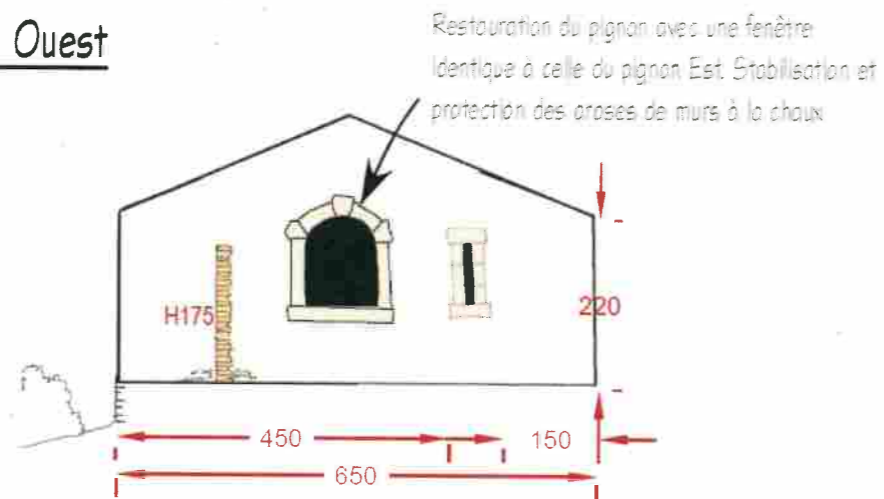 Ouest
Restauration du pignon avec une fenêtre
identique à celle du pignon Est. Stabilisation et
protection des arases de murs à la chaux
H175
220
450
150
650